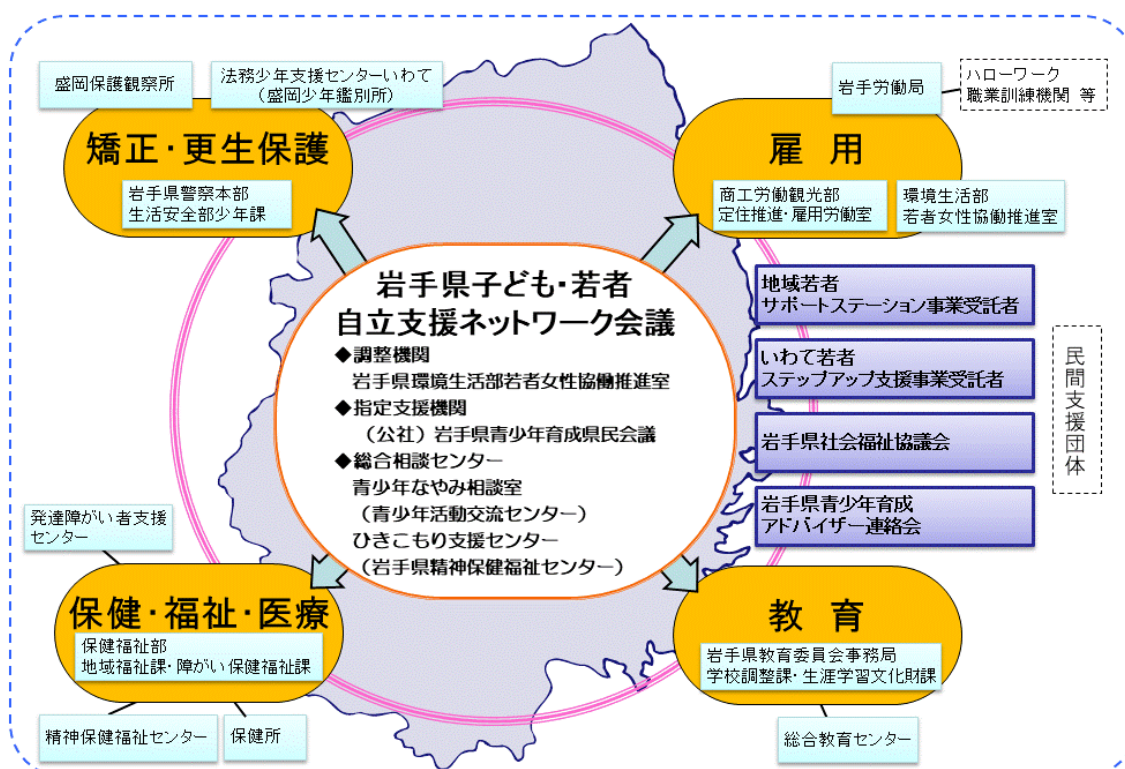 盛岡保護観察所
法務少年支援センターいわて
(盛岡少年鑑別所)
矯正・更生保護
岩手県警察本部
生活安全部少年課
岩手労働局
ハローワーク
職業訓練機関 等
雇 用
商工労働観光部
定住推進・雇用労働室
環境生活部
若者女性協働推進室
岩手県子ども・若者
自立支援ネットワーク会議
◆調整機関
岩手県環境生活部若者女性協働推進室
◆指定支援機関
(公社)岩手県青少年育成県民会議
◆総合相談センター
青少年なやみ相談室
(青少年活動交流センター)
ひきこもり支援センター
(岩手県精神保健福祉センター)
地域若者
サポートステーション事業受託者
いわて若者
ステップアップ支援事業受託者
岩手県社会福祉協議会
岩手県青少年育成
アドバイザー連絡会
民間支援団体
発達障がい者支援
センター
保健・福祉・医療
保健福祉部
地域福祉課・障がい保健福祉課
精神保健福祉センター
保健所
教 育
岩手県教育委員会事務局
学校調整課・生涯学習文化財課
総合教育センター